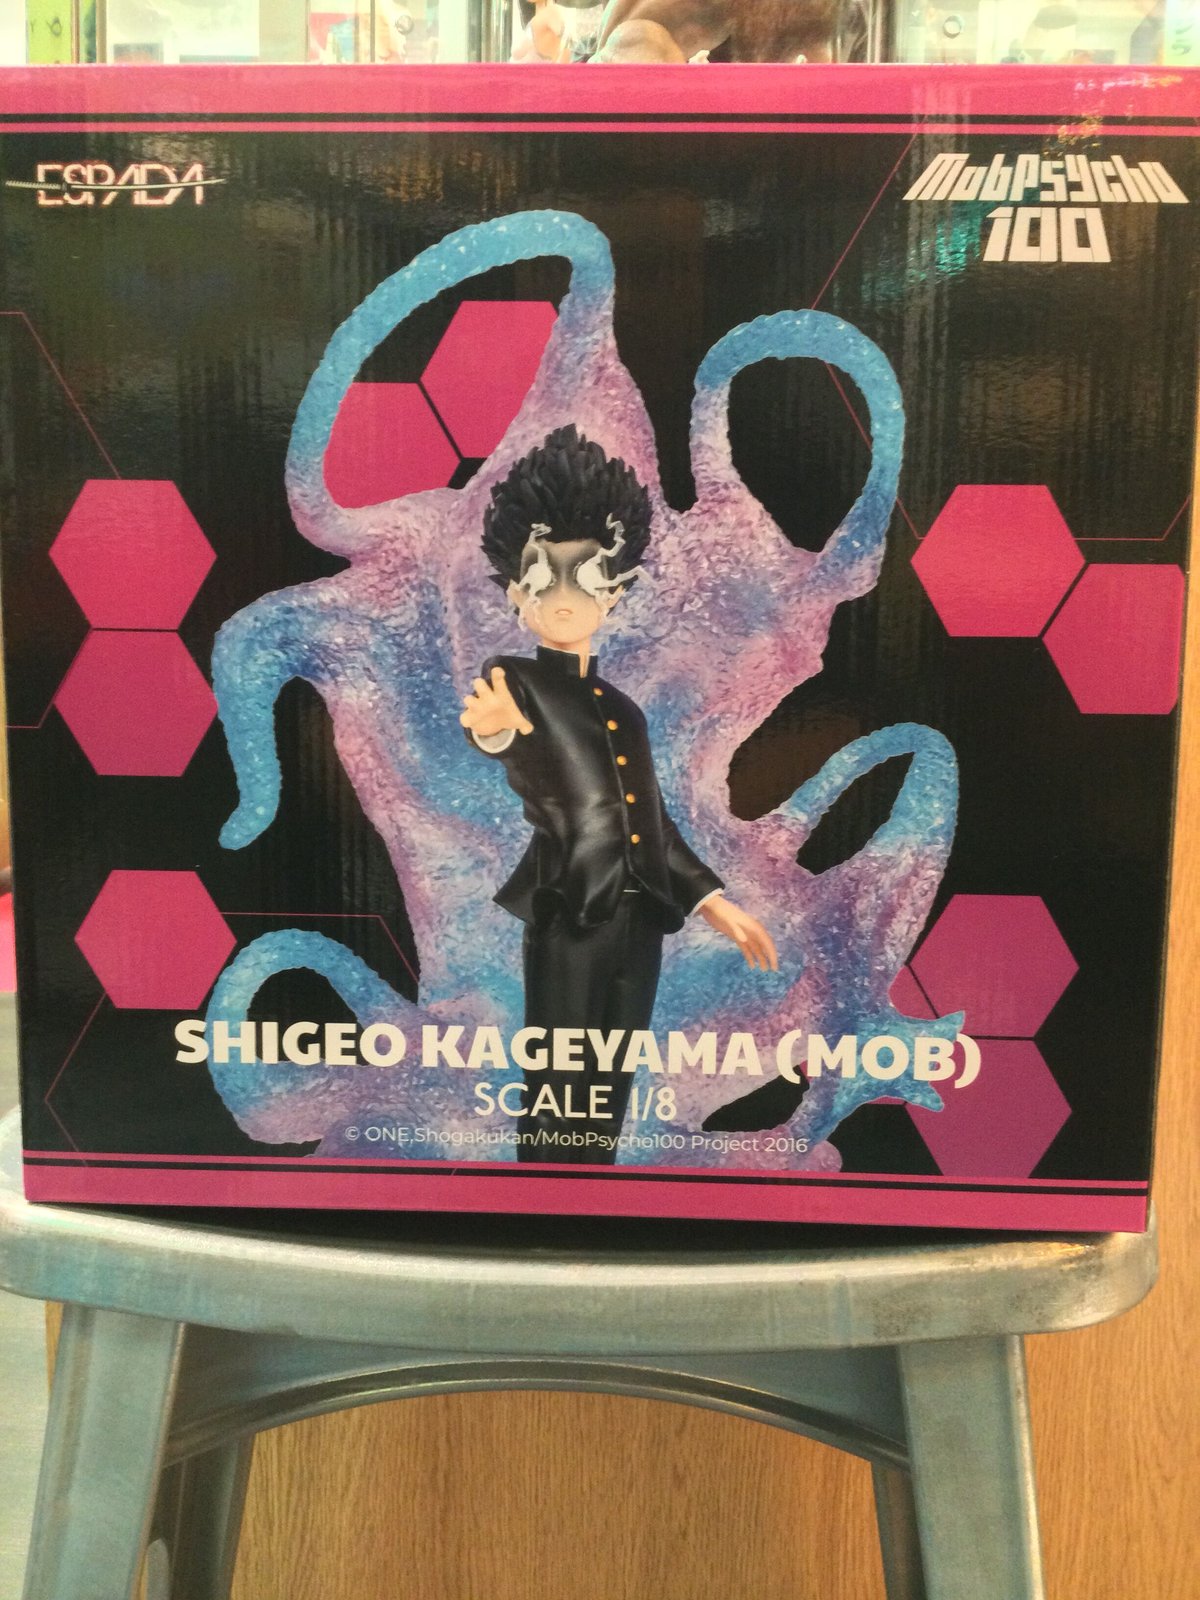 ESPADA
MobPsycho
100
SHIGEO KAGEYAMA (MOB)
SCALE 1/8
© ONE,Shogakukan/MobPsycho100 Project 2016